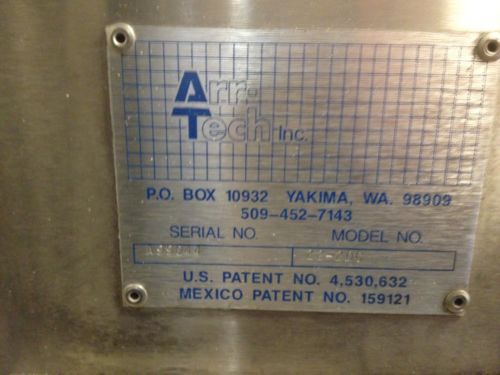 Arr-
Tech Inc.
P.O. BOX 10932 YAKIMA, WA. 98909
509-452-7143
SERIAL NO. MODEL NO.
U.S. PATENT NO. 4,530,632
MEXICO PATENT NO. 159121